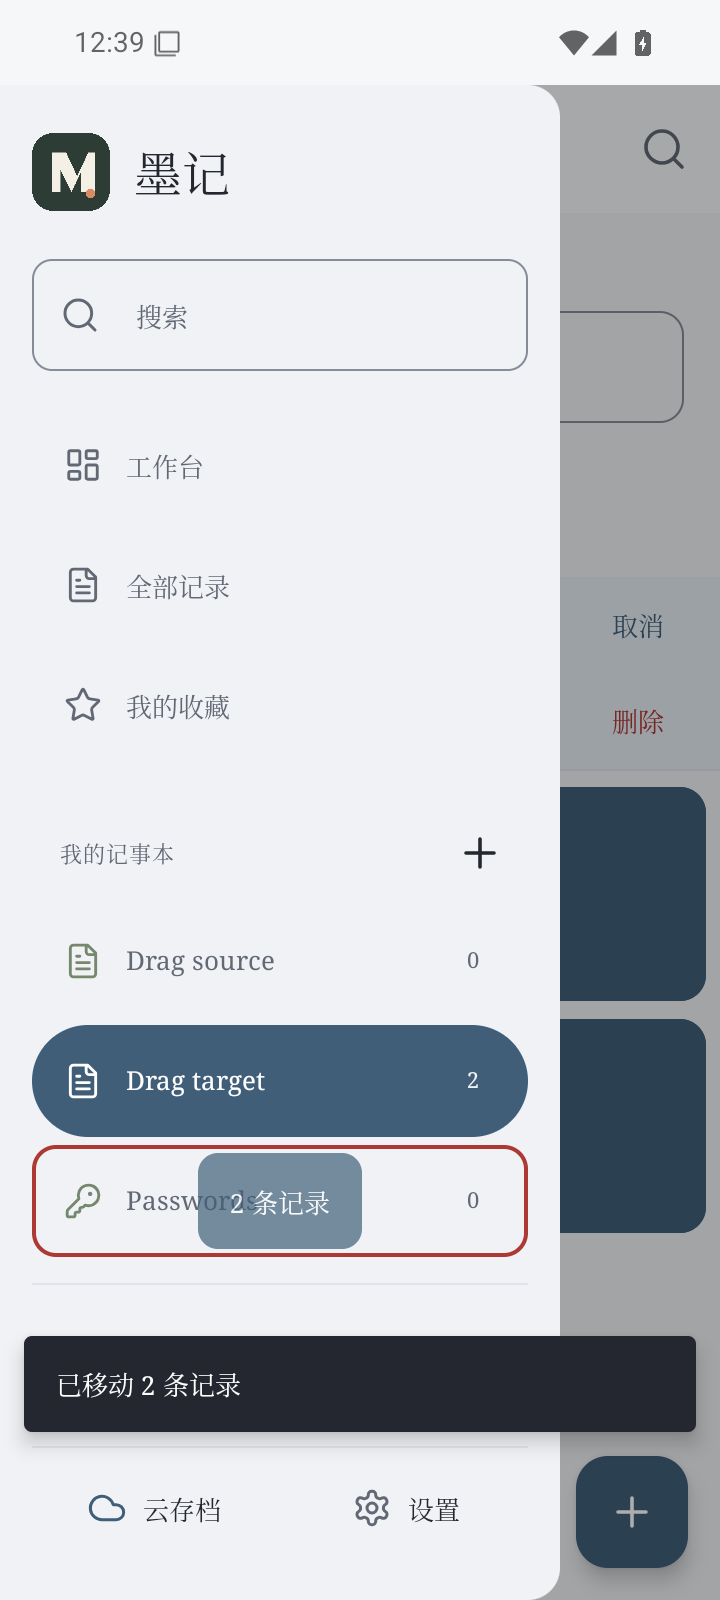 12:39
M
墨记
搜索
工作台
全部记录
我的收藏
取消
删除
我的记事本
Drag source 0
Drag target 2
Passwords 0
2 条记录
已移动 2 条记录
云存档
设置